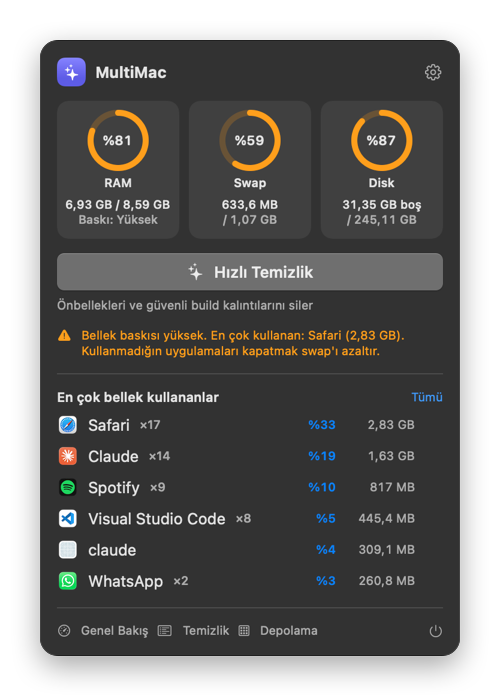 MultiMac
%81
%59
%87
RAM
Swap
Disk
6,93 GB / 8,59 GB
633,6 MB
31,35 GB boş
Baskı: Yüksek
/ 1,07 GB
/ 245,11 GB
Hızlı Temizlik
Önbellekleri ve güvenli build kalıntılarını siler
Bellek baskısı yüksek. En çok kullanan: Safari (2,83 GB).
Kullanmadığın uygulamaları kapatmak swap'ı azaltır.
En çok bellek kullananlar Tümü
Safari ×17 %33 2,83 GB
Claude ×14 %19 1,63 GB
Spotify ×9 %10 817 MB
Visual Studio Code ×8 %5 445,4 MB
claude %4 309,1 MB
WhatsApp ×2 %3 260,8 MB
Genel Bakış Temizlik Depolama